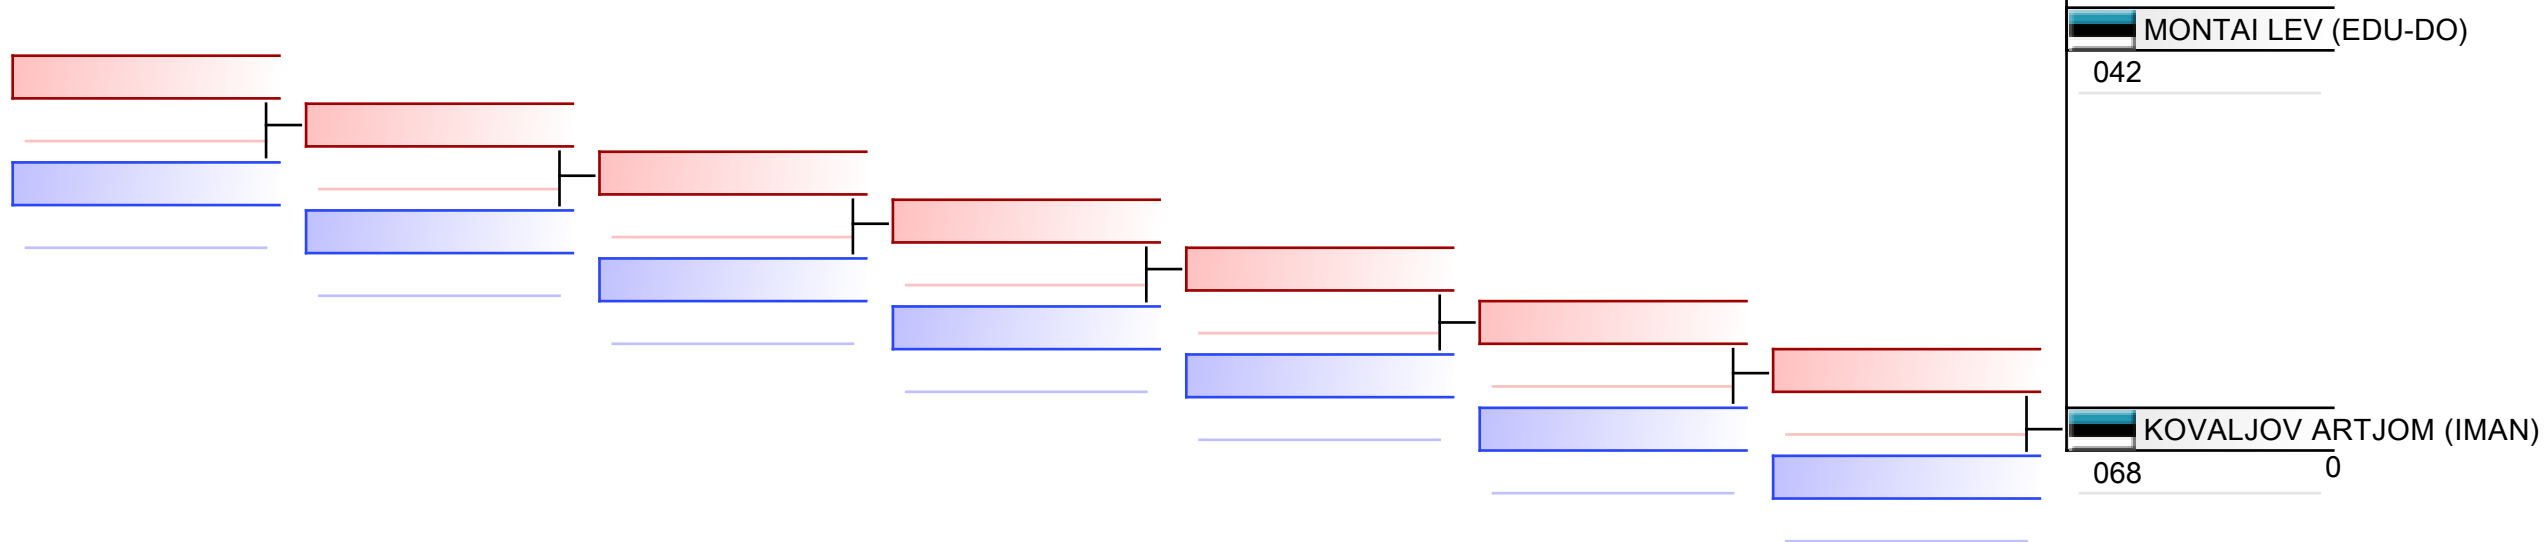 MONTAI LEV (EDU-DO)
042
KOVALJOV ARTJOM (IMAN)
068
0